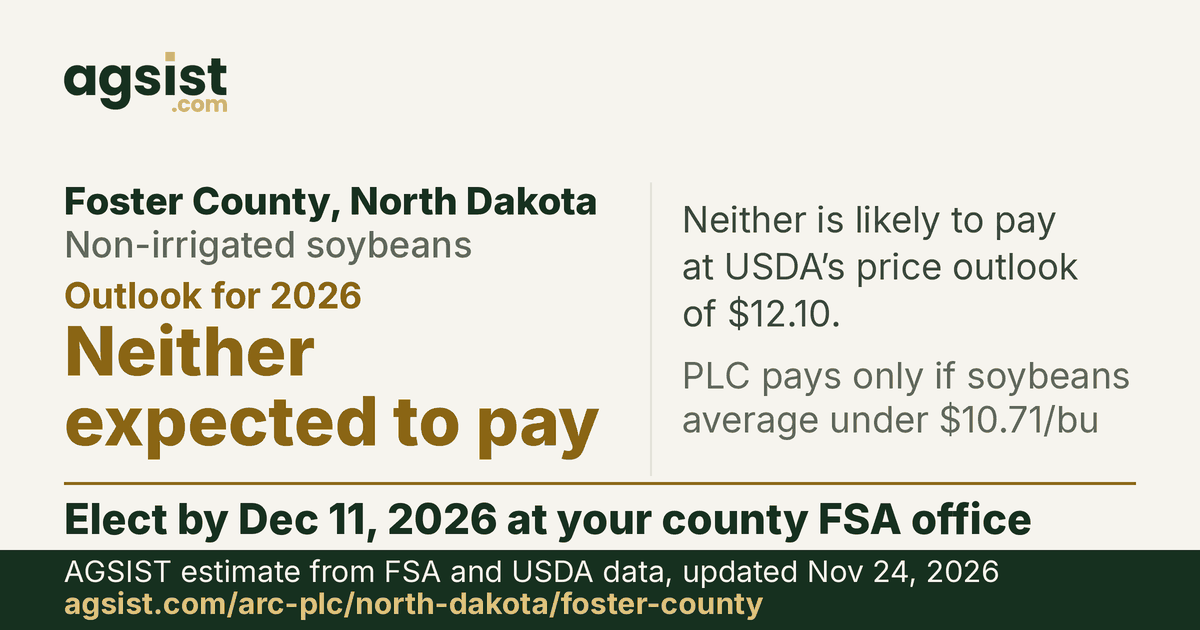 agsist
.com
Foster County, North Dakota
Non-irrigated soybeans
Outlook for 2026
Neither
expected to pay
Neither is likely to pay
at USDA’s price outlook
of $12.10.
PLC pays only if soybeans
average under $10.71/bu
Elect by Dec 11, 2026 at your county FSA office
AGSIST estimate from FSA and USDA data, updated Nov 24, 2026
agsist.com/arc-plc/north-dakota/foster-county